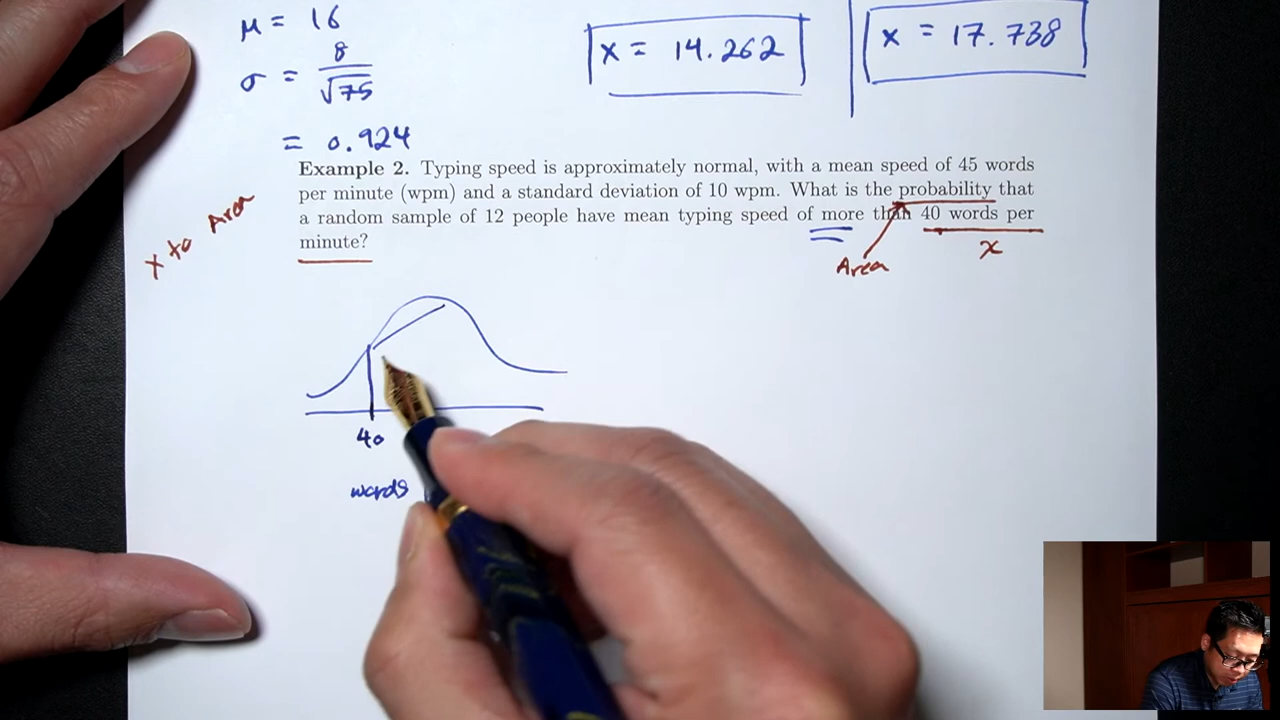 μ = 16
σ = 8/√75
= 0.924
x = 14.262
x = 17.738
Example 2. Typing speed is approximately normal, with a mean speed of 45 words
per minute (wpm) and a standard deviation of 10 wpm. What is the probability that
a random sample of 12 people have mean typing speed of more than 40 words per
minute?
x to Area
Area
x
40
words